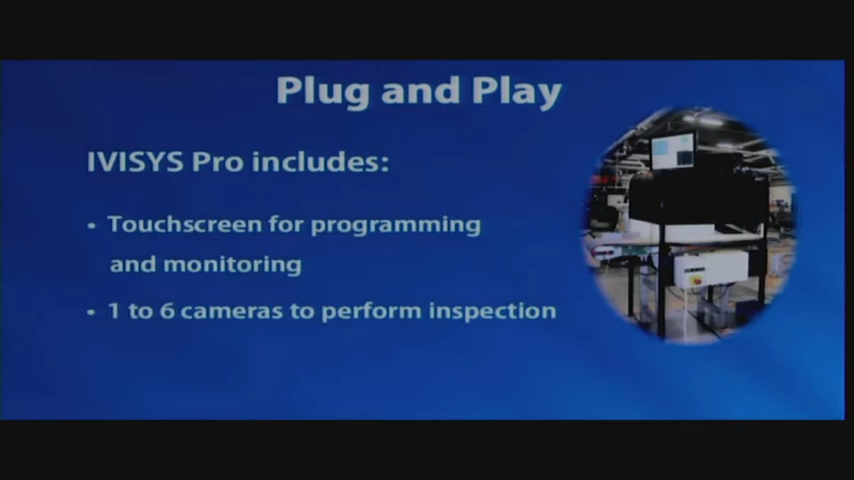 Plug and Play
IVISYS Pro includes:
• Touchscreen for programming
and monitoring
• 1 to 6 cameras to perform inspection